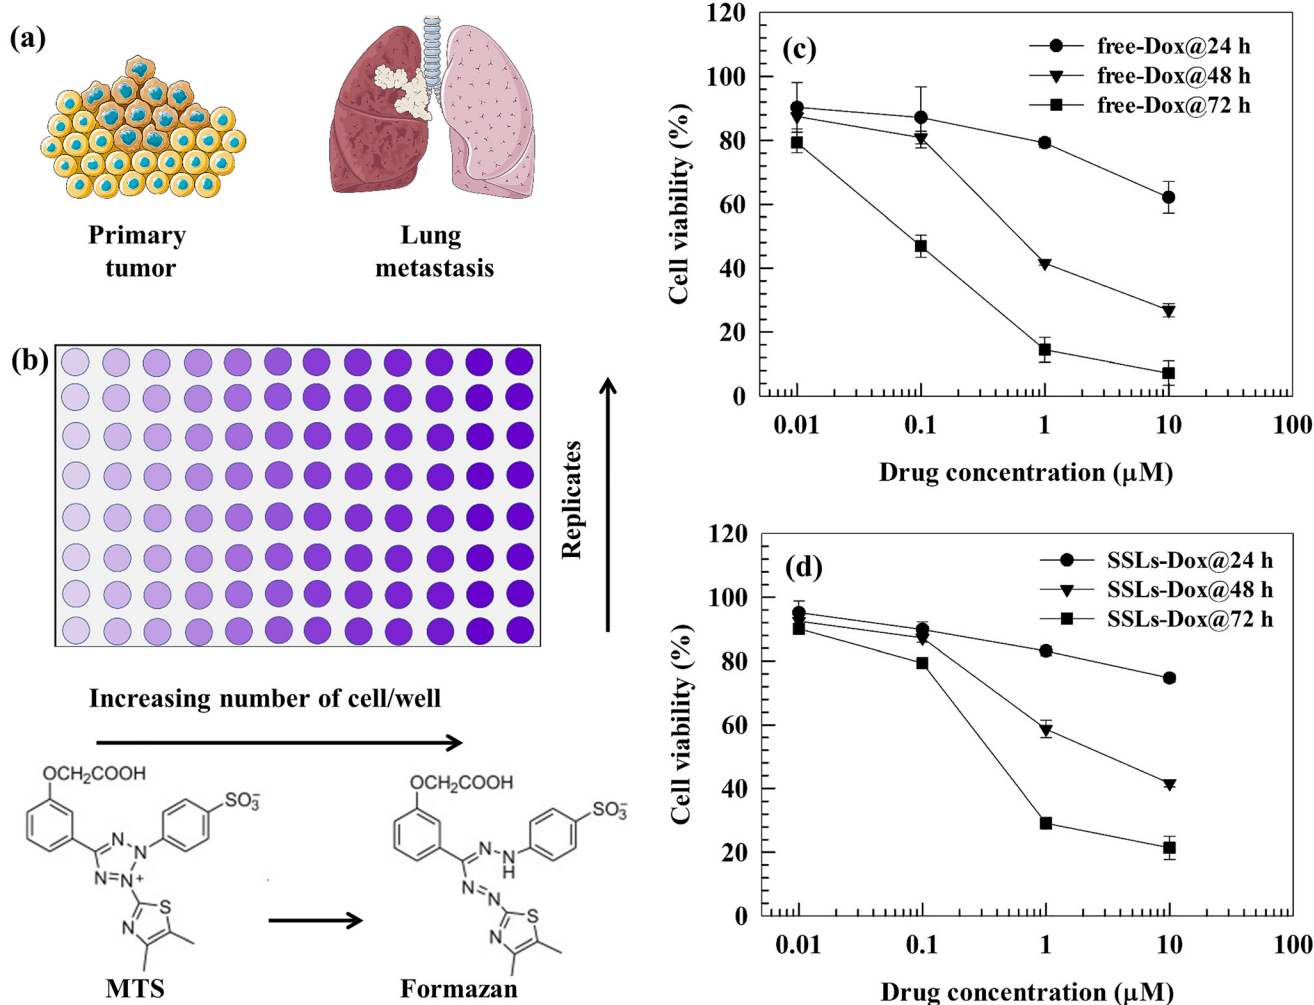 (a)
Primary
tumor
Lung
metastasis
(b)
Replicates
Increasing number of cell/well
OCH2COOH
SO3−
N
N
N=N+
N
S
MTS
OCH2COOH
SO3−
N
N
H
N
N
S
N
Formazan
(c)
free-Dox@24 h
free-Dox@48 h
free-Dox@72 h
Cell viability (%)
120
100
80
60
40
20
0
0.01 0.1 1 10 100
Drug concentration (μM)
(d)
SSLs-Dox@24 h
SSLs-Dox@48 h
SSLs-Dox@72 h
Cell viability (%)
120
100
80
60
40
20
0
0.01 0.1 1 10 100
Drug concentration (μM)